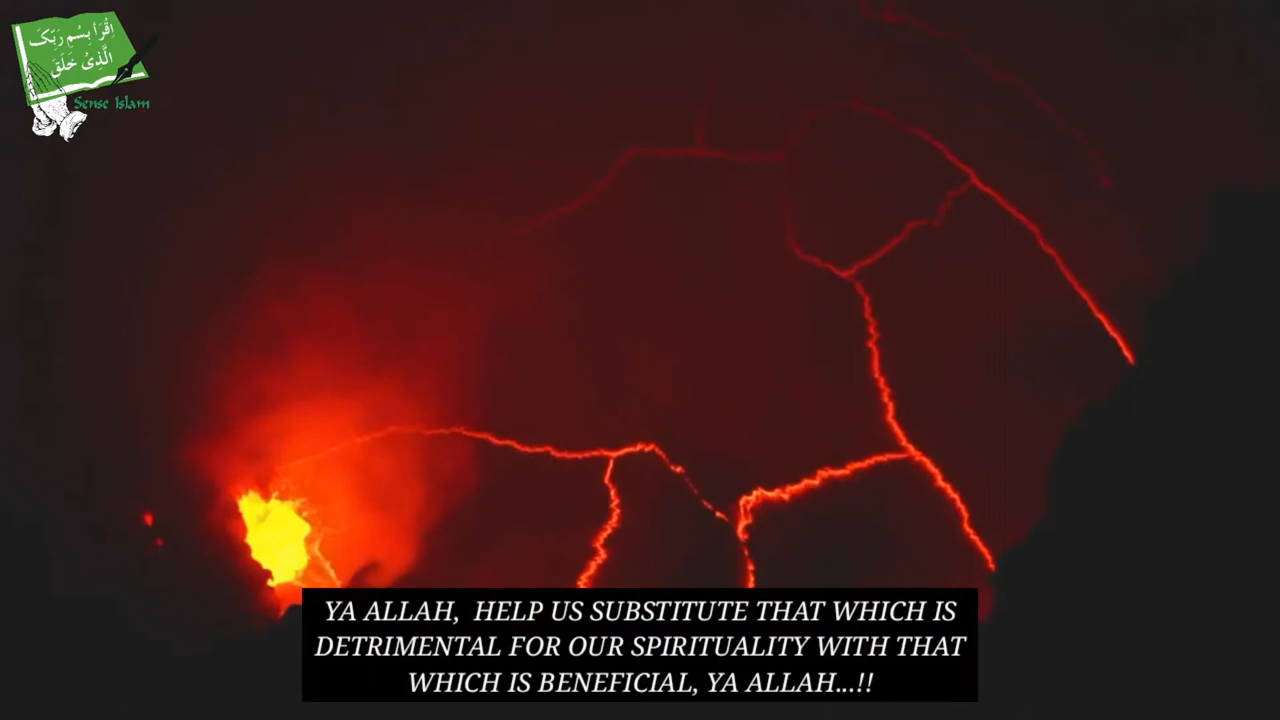 اِقْرَأْ بِسْمِ رَبِّكَ
الَّذِیْ خَلَقَ
Sense Islam
YA ALLAH, HELP US SUBSTITUTE THAT WHICH IS
DETRIMENTAL FOR OUR SPIRITUALITY WITH THAT
WHICH IS BENEFICIAL, YA ALLAH...!!